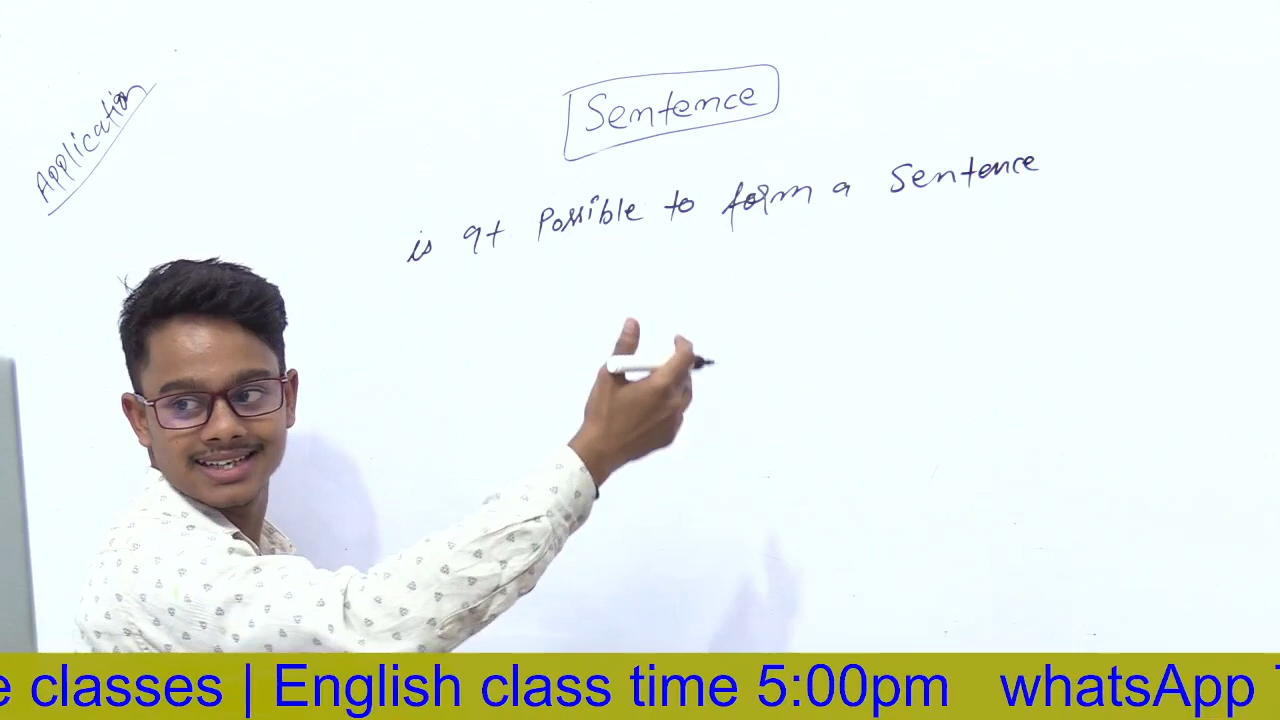 Application
Sentence
is it Possible to form a Sentence
e classes | English class time 5:00pm whatsApp